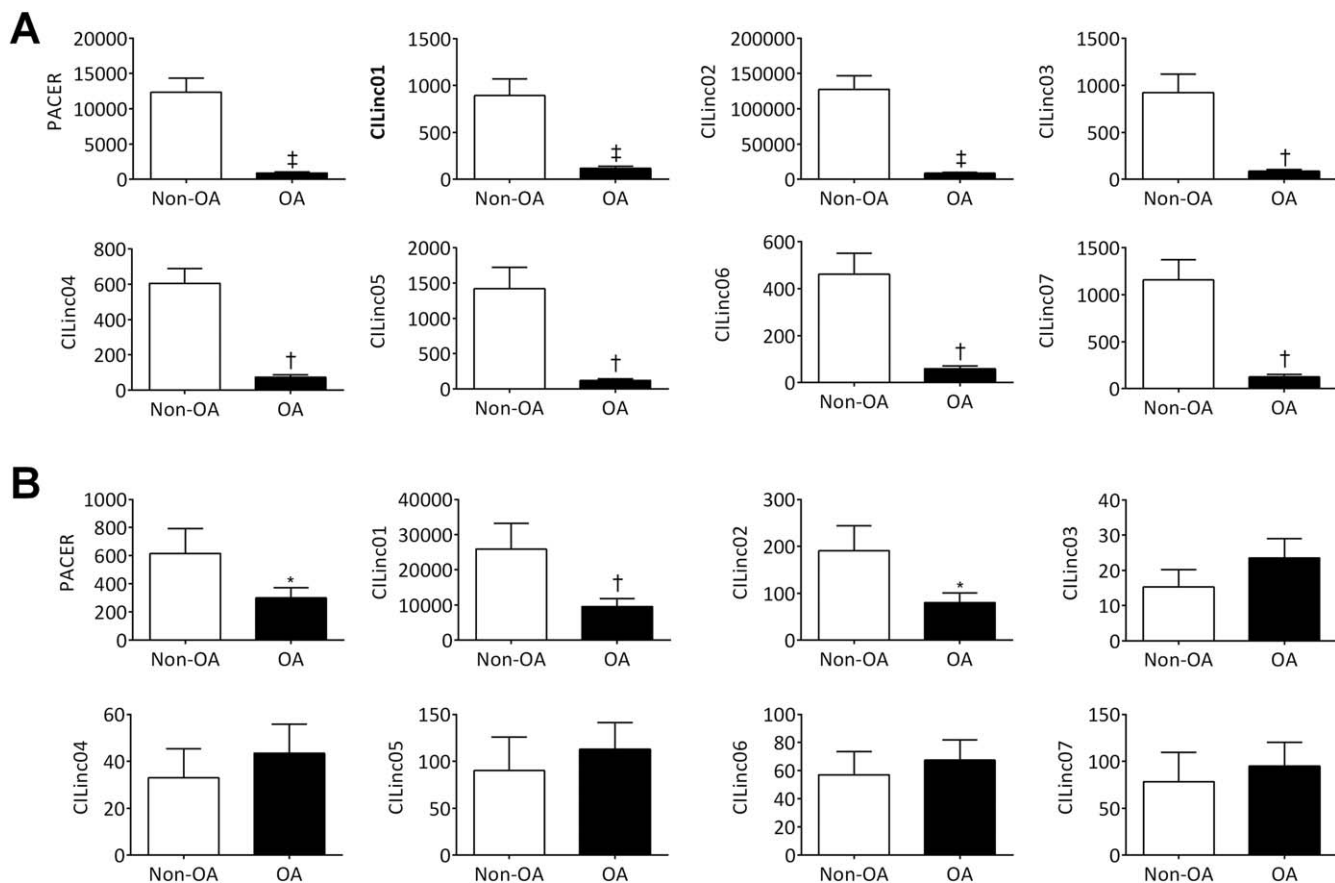 A
PACER
20000
15000
10000
5000
0
‡
Non-OA OA
CILinc01
1500
1000
500
0
‡
Non-OA OA
CILinc02
200000
150000
100000
50000
0
‡
Non-OA OA
CILinc03
1500
1000
500
0
†
Non-OA OA
CILinc04
800
600
400
200
0
†
Non-OA OA
CILinc05
2000
1500
1000
500
0
†
Non-OA OA
CILinc06
600
400
200
0
†
Non-OA OA
CILinc07
1500
1000
500
0
†
Non-OA OA
B
PACER
1000
800
600
400
200
0
*
Non-OA OA
CILinc01
40000
30000
20000
10000
0
†
Non-OA OA
CILinc02
300
200
100
0
*
Non-OA OA
CILinc03
40
30
20
10
0
Non-OA OA
CILinc04
60
40
20
0
Non-OA OA
CILinc05
150
100
50
0
Non-OA OA
CILinc06
100
80
60
40
20
0
Non-OA OA
CILinc07
150
100
50
0
Non-OA OA